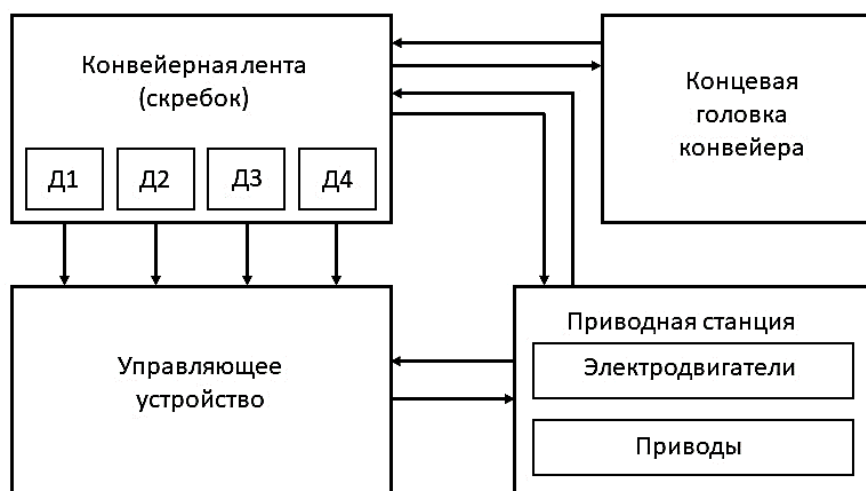 Конвейерная лента
(скребок)
Д1 Д2 Д3 Д4
Концевая
головка
конвейера
Управляющее
устройство
Приводная станция
Электродвигатели
Приводы